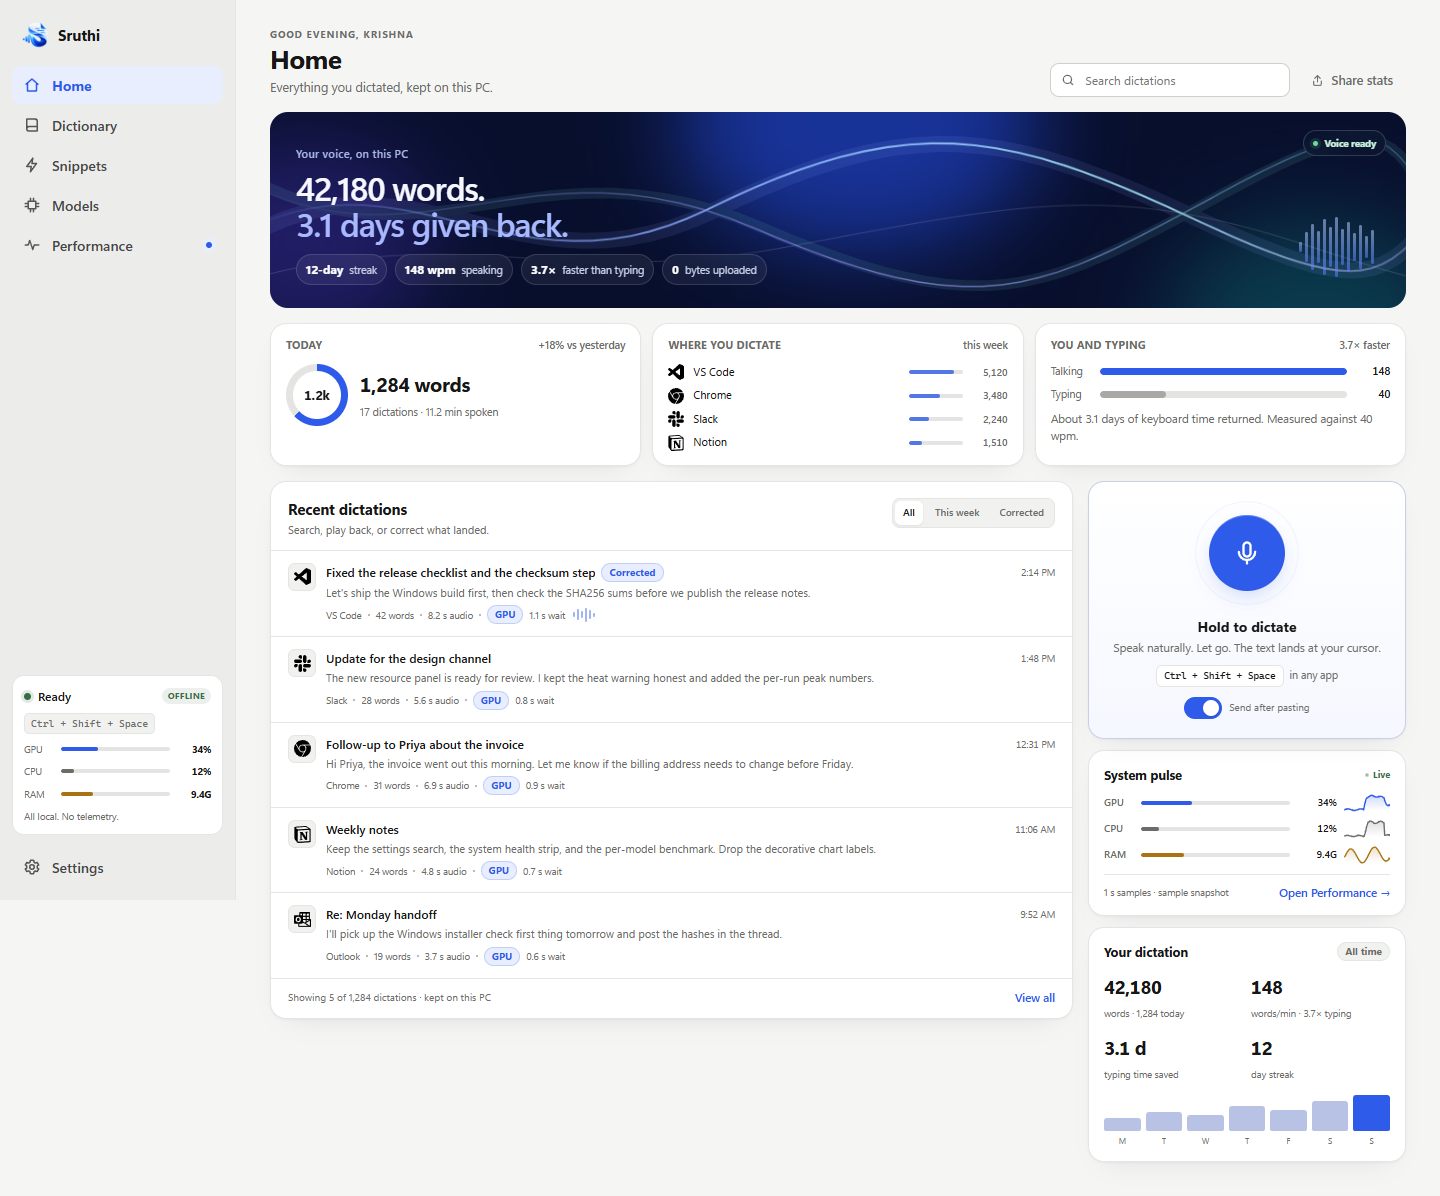 Sruthi
Home
Dictionary
Snippets
Models
Performance
Ready
OFFLINE
Ctrl + Shift + Space
GPU 34%
CPU 12%
RAM 9.4G
All local. No telemetry.
Settings
GOOD EVENING, KRISHNA
Home
Everything you dictated, kept on this PC.
Search dictations
Share stats
Your voice, on this PC
Voice ready
42,180 words.
3.1 days given back.
12-day streak
148 wpm speaking
3.7× faster than typing
0 bytes uploaded
TODAY
+18% vs yesterday
1.2k
1,284 words
17 dictations · 11.2 min spoken
WHERE YOU DICTATE
this week
VS Code 5,120
Chrome 3,480
Slack 2,240
Notion 1,510
YOU AND TYPING
3.7× faster
Talking 148
Typing 40
About 3.1 days of keyboard time returned. Measured against 40
wpm.
Recent dictations
Search, play back, or correct what landed.
All
This week
Corrected
Fixed the release checklist and the checksum step Corrected 2:14 PM
Let's ship the Windows build first, then check the SHA256 sums before we publish the release notes.
VS Code · 42 words · 8.2 s audio · GPU 1.1 s wait
Update for the design channel 1:48 PM
The new resource panel is ready for review. I kept the heat warning honest and added the per-run peak numbers.
Slack · 28 words · 5.6 s audio · GPU 0.8 s wait
Follow-up to Priya about the invoice 12:31 PM
Hi Priya, the invoice went out this morning. Let me know if the billing address needs to change before Friday.
Chrome · 31 words · 6.9 s audio · GPU 0.9 s wait
Weekly notes 11:06 AM
Keep the settings search, the system health strip, and the per-model benchmark. Drop the decorative chart labels.
Notion · 24 words · 4.8 s audio · GPU 0.7 s wait
Re: Monday handoff 9:52 AM
I'll pick up the Windows installer check first thing tomorrow and post the hashes in the thread.
Outlook · 19 words · 3.7 s audio · GPU 0.6 s wait
Showing 5 of 1,284 dictations · kept on this PC
View all
Hold to dictate
Speak naturally. Let go. The text lands at your cursor.
Ctrl + Shift + Space in any app
Send after pasting
System pulse
Live
GPU 34%
CPU 12%
RAM 9.4G
1 s samples · sample snapshot
Open Performance →
Your dictation
All time
42,180
words · 1,284 today
148
words/min · 3.7× typing
3.1 d
typing time saved
12
day streak
M T W T F S S